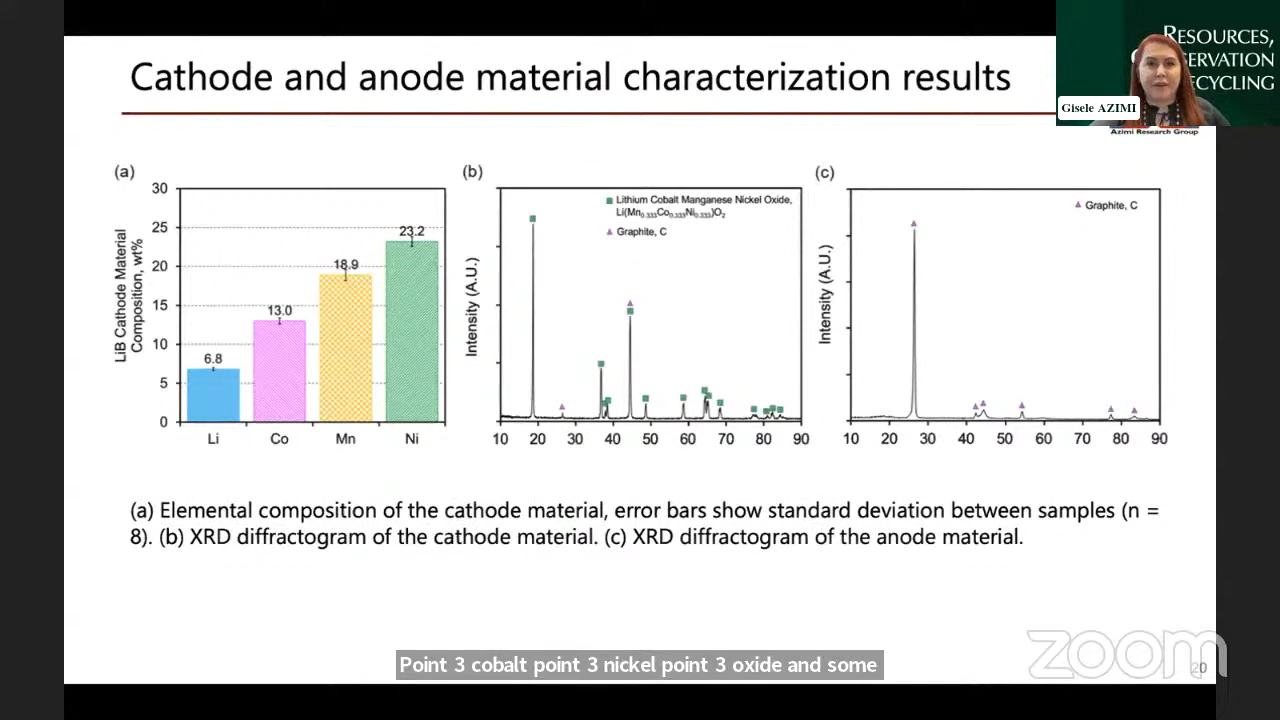 RESOURCES,
CYCLING
Gisele AZIMI
Azimi Research Group
Cathode and anode material characterization results
(a)
LiB Cathode Material
Composition, wt%
30
25
20
15
10
5
0
6.8
13.0
18.9
23.2
Li Co Mn Ni
(b)
Intensity (A.U.)
Lithium Cobalt Manganese Nickel Oxide,
Li(Mn0.333Co0.333Ni0.333)O2
Graphite, C
10 20 30 40 50 60 70 80 90
(c)
Intensity (A.U.)
Graphite, C
10 20 30 40 50 60 70 80 90
(a) Elemental composition of the cathode material, error bars show standard deviation between samples (n =
8). (b) XRD diffractogram of the cathode material. (c) XRD diffractogram of the anode material.
Point 3 cobalt point 3 nickel point 3 oxide and some
zoom
20